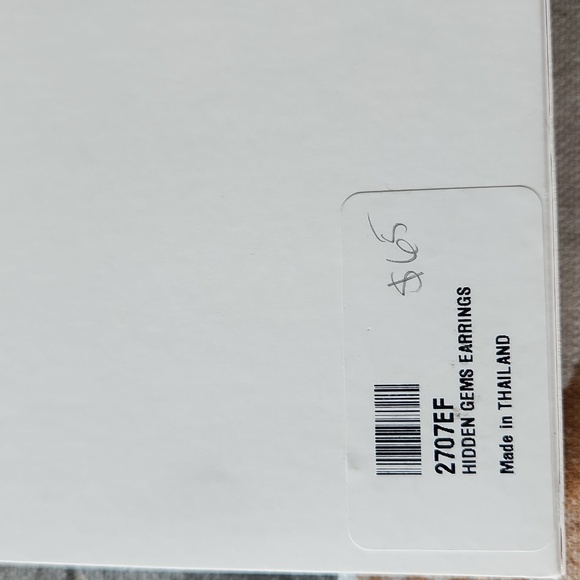 $65
2707EF
HIDDEN GEMS EARRINGS
Made in THAILAND